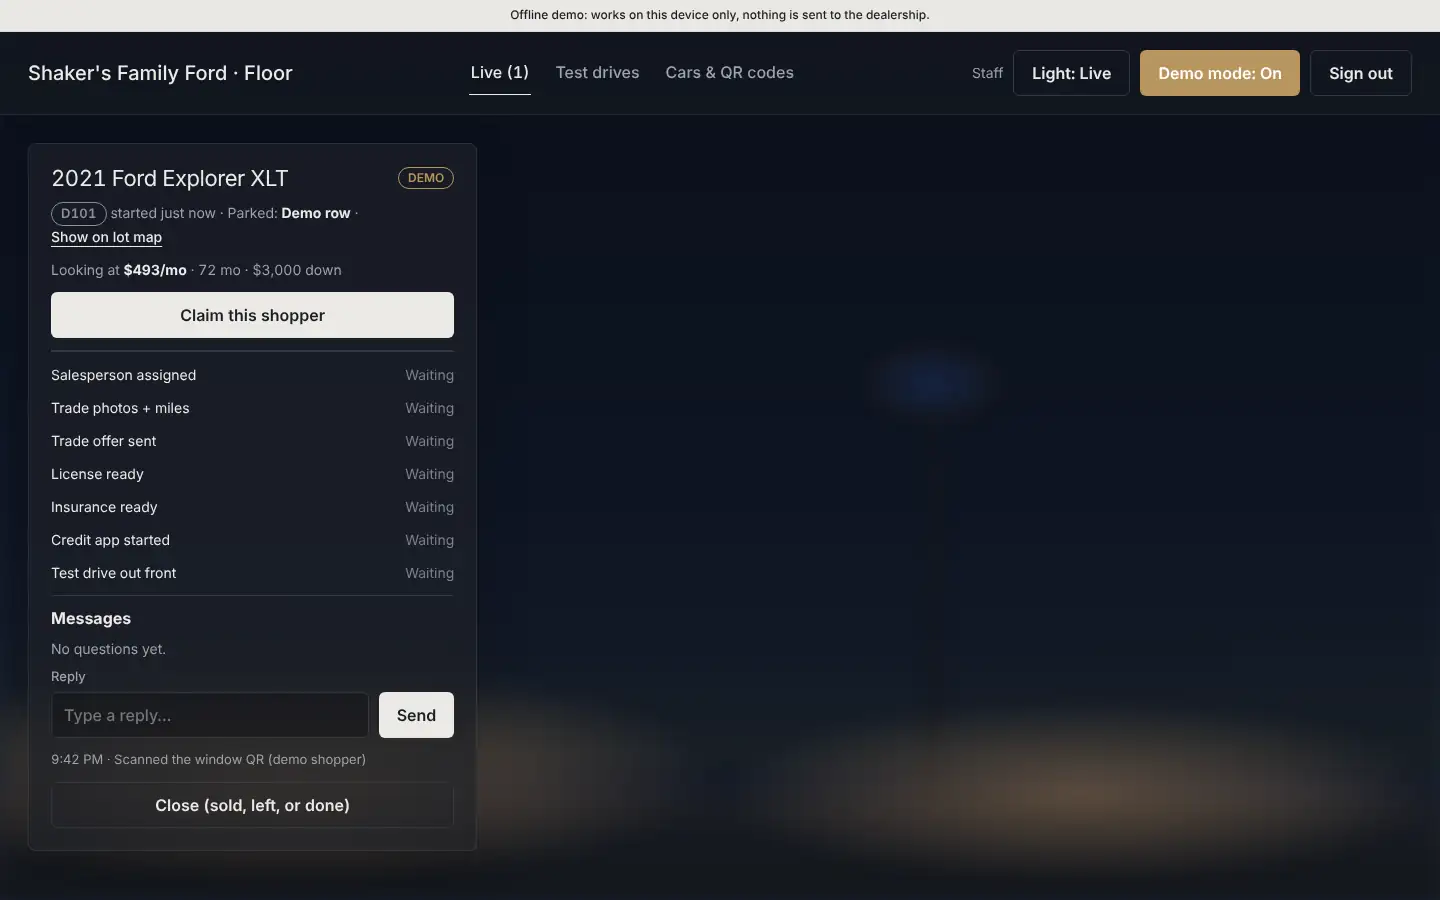 Offline demo: works on this device only, nothing is sent to the dealership.
Shaker's Family Ford · Floor
Live (1)
Test drives
Cars & QR codes
Staff
Light: Live
Demo mode: On
Sign out
2021 Ford Explorer XLT
DEMO
D101 started just now · Parked: Demo row ·
Show on lot map
Looking at $493/mo · 72 mo · $3,000 down
Claim this shopper
Salesperson assigned Waiting
Trade photos + miles Waiting
Trade offer sent Waiting
License ready Waiting
Insurance ready Waiting
Credit app started Waiting
Test drive out front Waiting
Messages
No questions yet.
Reply
Type a reply...
Send
9:42 PM · Scanned the window QR (demo shopper)
Close (sold, left, or done)